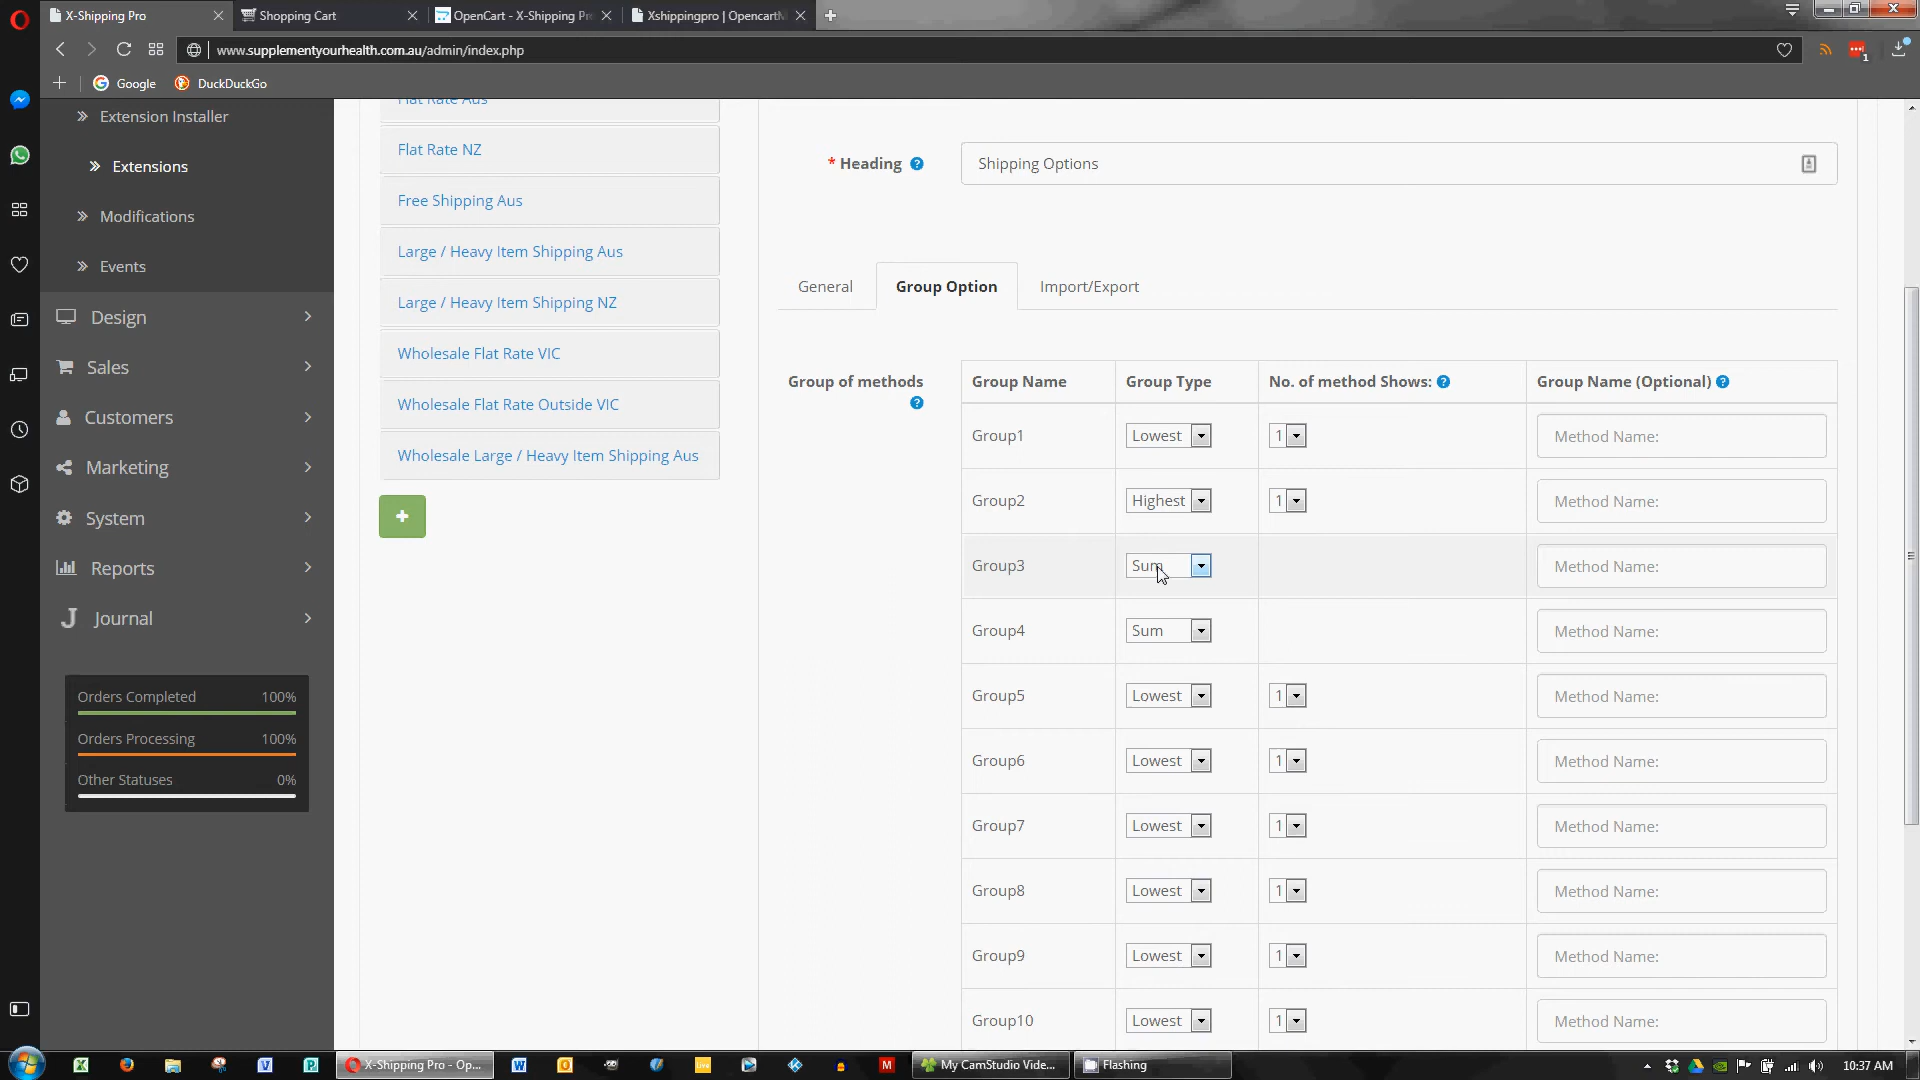 X-Shipping Pro
Shopping Cart
OpenCart - X-Shipping Pr
Xshippingpro | Opencart
www.supplementyourhealth.com.au/admin/index.php
1
Google
DuckDuckGo
Extension Installer
Extensions
Modifications
Events
Design
Sales
Customers
Marketing
System
Reports
Journal
Orders Completed 100%
Orders Processing 100%
Other Statuses 0%
Flat Rate Aus
Flat Rate NZ
Free Shipping Aus
Large / Heavy Item Shipping Aus
Large / Heavy Item Shipping NZ
Wholesale Flat Rate VIC
Wholesale Flat Rate Outside VIC
Wholesale Large / Heavy Item Shipping Aus
+
* Heading ? Shipping Options
General Group Option Import/Export
Group of methods ?
Group Name Group Type No. of method Shows: ? Group Name (Optional) ?
Group1 Lowest 1 Method Name:
Group2 Highest 1 Method Name:
Group3 Sum Method Name:
Group4 Sum Method Name:
Group5 Lowest 1 Method Name:
Group6 Lowest 1 Method Name:
Group7 Lowest 1 Method Name:
Group8 Lowest 1 Method Name:
Group9 Lowest 1 Method Name:
Group10 Lowest 1 Method Name:
X-Shipping Pro - Op...
My CamStudio Vide...
Flashing
10:37 AM